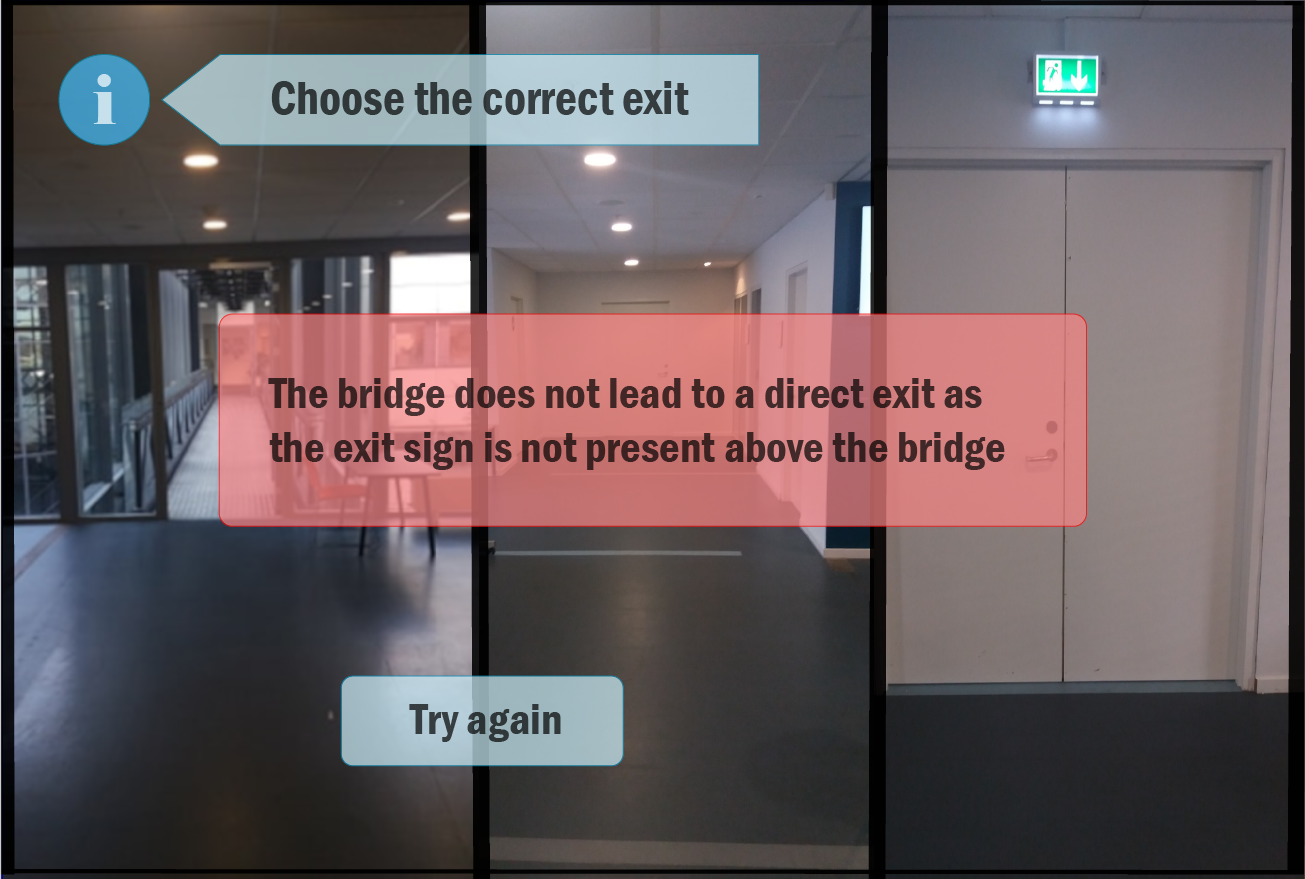 i
Choose the correct exit
The bridge does not lead to a direct exit as
the exit sign is not present above the bridge
Try again